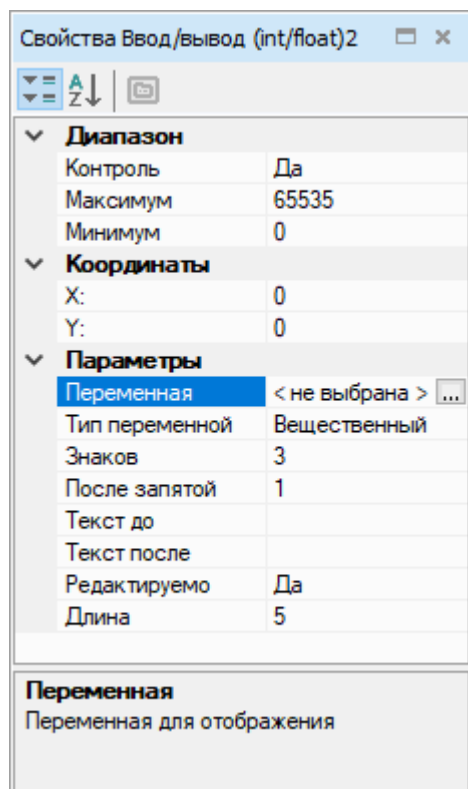 Свойства Ввод/вывод (int/float)2
A
Z
Диапазон
Контроль Да
Максимум 65535
Минимум 0
Координаты
X: 0
Y: 0
Параметры
Переменная < не выбрана > ...
Тип переменной Вещественный
Знаков 3
После запятой 1
Текст до
Текст после
Редактируемо Да
Длина 5
Переменная
Переменная для отображения